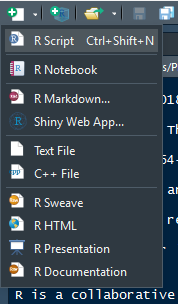 R Script Ctrl+Shift+N
R Notebook
R Markdown...
Shiny Web App...
Text File
C++ File
R Sweave
R HTML
R Presentation
R Documentation
R is a collaborative